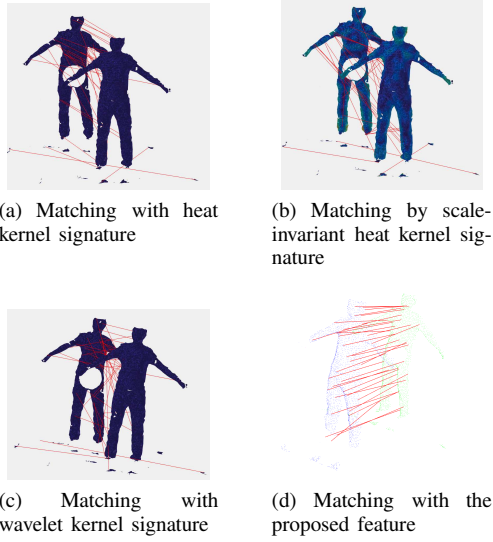 (a) Matching with heat
kernel signature
(b) Matching by scale-
invariant heat kernel sig-
nature
(c) Matching with
wavelet kernel signature
(d) Matching with the
proposed feature